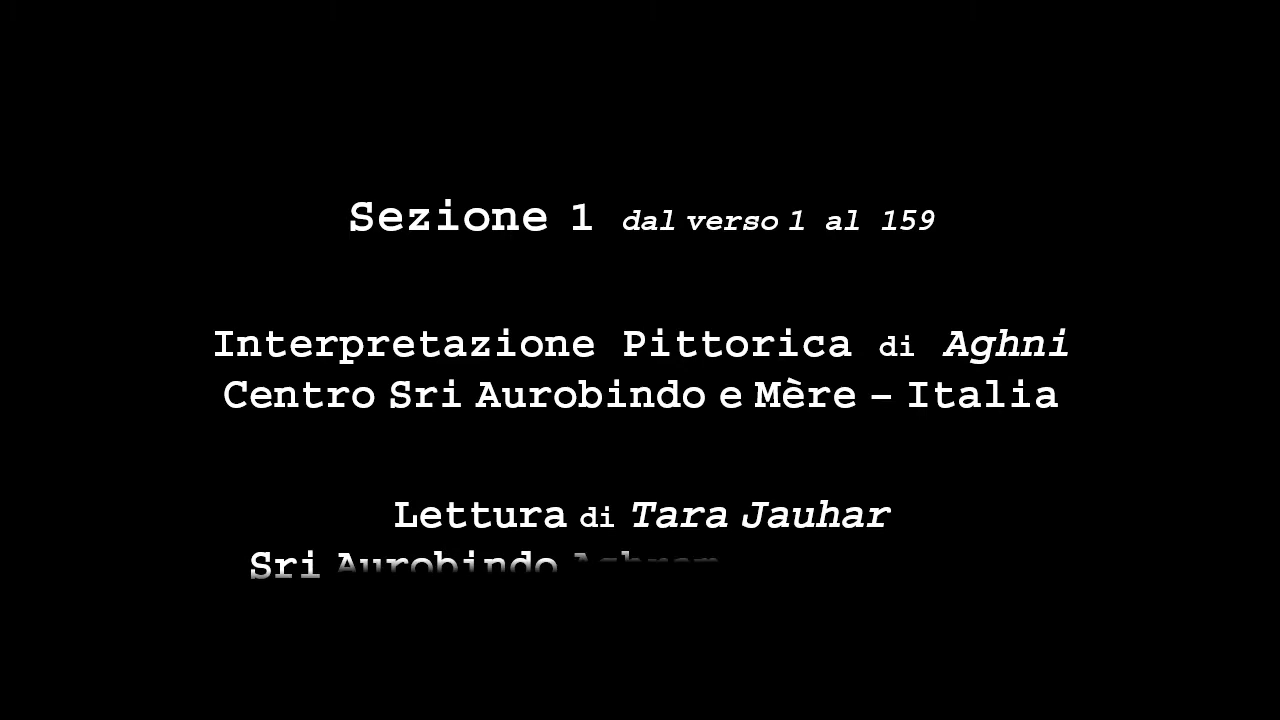 Sezione 1 dal verso 1 al 159
Interpretazione Pittorica di Aghni
Centro Sri Aurobindo e Mère – Italia
Lettura di Tara Jauhar
Sri Aurobindo